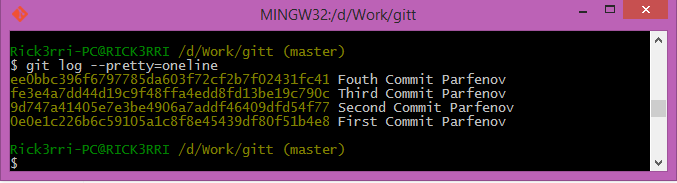 MINGW32:/d/Work/gitt
Rick3rri-PC@RICK3RRI /d/Work/gitt (master)
$ git log --pretty=oneline
ee0bbc396f6797785da603f72cf2b7f02431fc41 Fouth Commit Parfenov
fe3e4a7dd44d19c9f48ffa4edd8fd13be19c790c Third Commit Parfenov
9d747a41405e7e3be4906a7addf46409dfd54f77 Second Commit Parfenov
0e0e1c226b6c59105a1c8f8e45439df80f51b4e8 First Commit Parfenov
Rick3rri-PC@RICK3RRI /d/Work/gitt (master)
$